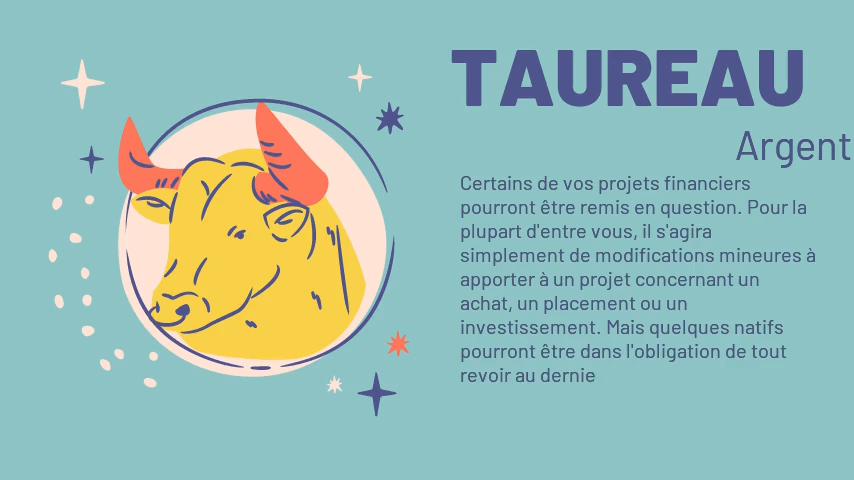 TAUREAU
Argent
Certains de vos projets financiers
pourront être remis en question. Pour la
plupart d'entre vous, il s'agira
simplement de modifications mineures à
apporter à un projet concernant un
achat, un placement ou un
investissement. Mais quelques natifs
pourront être dans l'obligation de tout
revoir au dernie